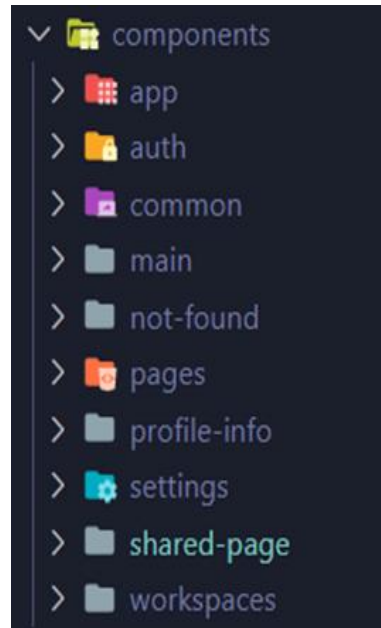 components
app
auth
common
main
not-found
pages
profile-info
settings
shared-page
workspaces